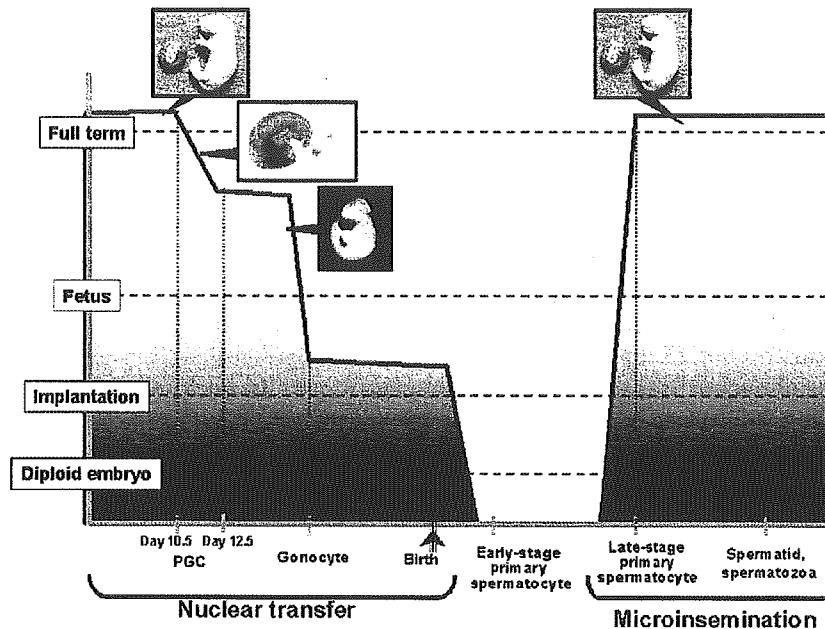 Full term
Fetus
Implantation
Diploid embryo
Day 10.5 Day 12.5
PGC
Gonocyte
Birth
Early-stage
primary
spermatocyte
Late-stage
primary
spermatocyte
Spermatid,
spermatozoa
Nuclear transfer
Microinsemination